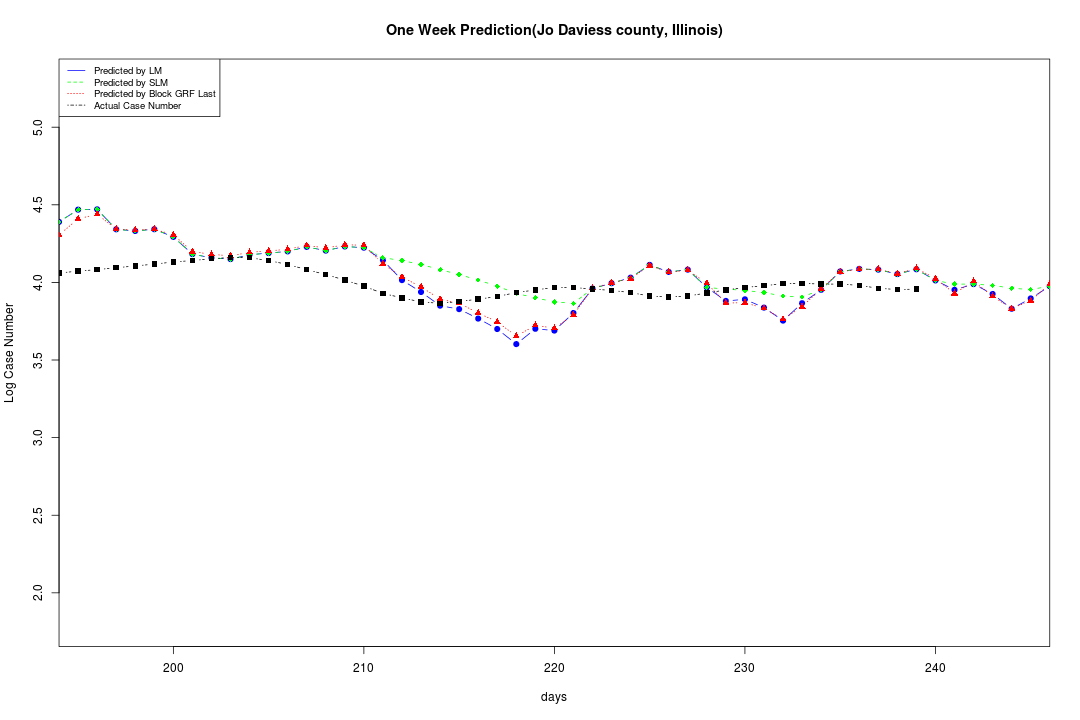 One Week Prediction(Jo Daviess county, Illinois)
Predicted by LM
Predicted by SLM
Predicted by Block GRF Last
Actual Case Number
5.0
4.5
4.0
3.5
3.0
2.5
2.0
Log Case Number
200
210
220
230
240
days